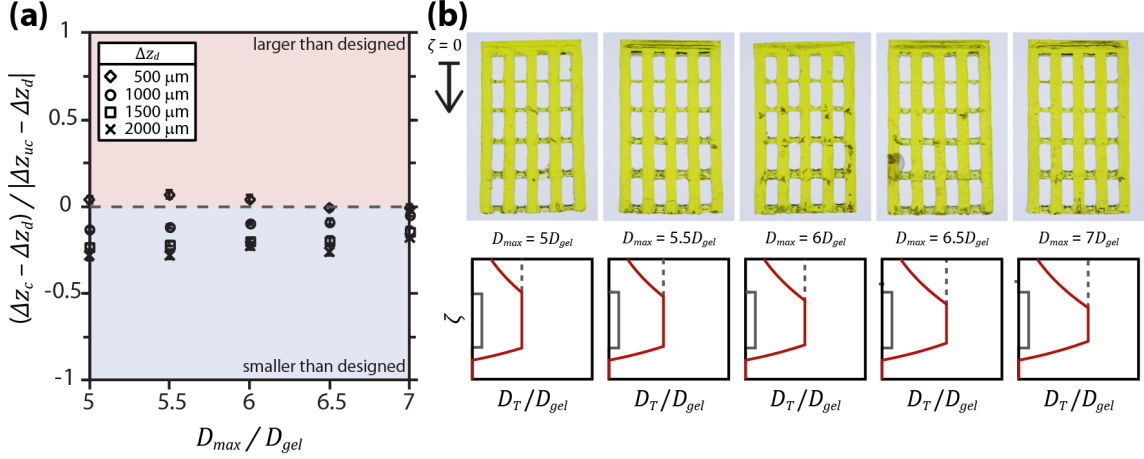 (a)
(Δz_c − Δz_d) / |Δz_uc − Δz_d|
1
0.5
0
-0.5
-1
larger than designed
Δz_d
500 μm
1000 μm
1500 μm
2000 μm
smaller than designed
5
5.5
6
6.5
7
D_max / D_gel
(b)
ζ = 0
D_max = 5D_gel
D_max = 5.5D_gel
D_max = 6D_gel
D_max = 6.5D_gel
D_max = 7D_gel
ζ
D_T/D_gel
D_T/D_gel
D_T/D_gel
D_T/D_gel
D_T/D_gel